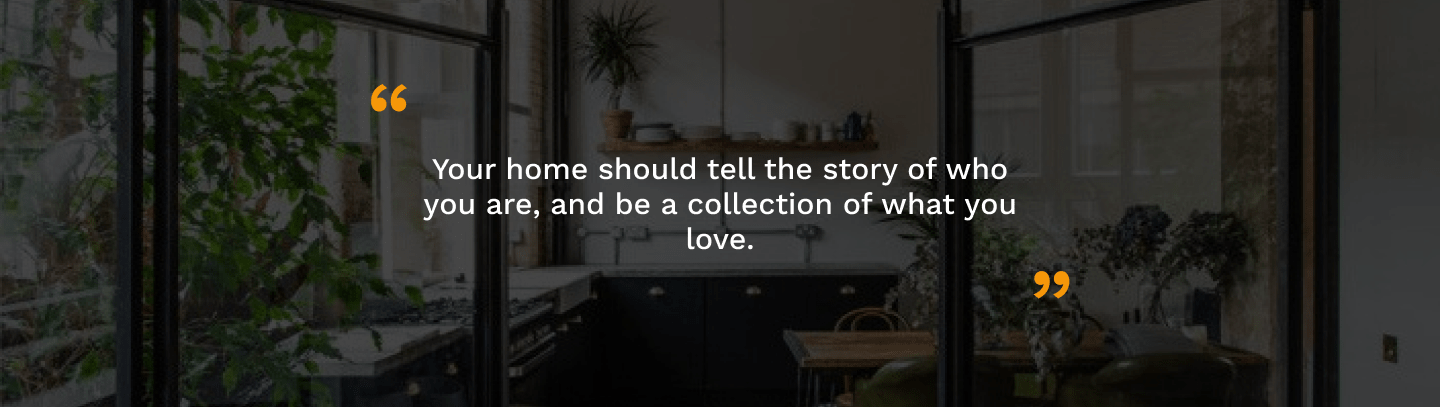 “
Your home should tell the story of who
you are, and be a collection of what you
love.
”